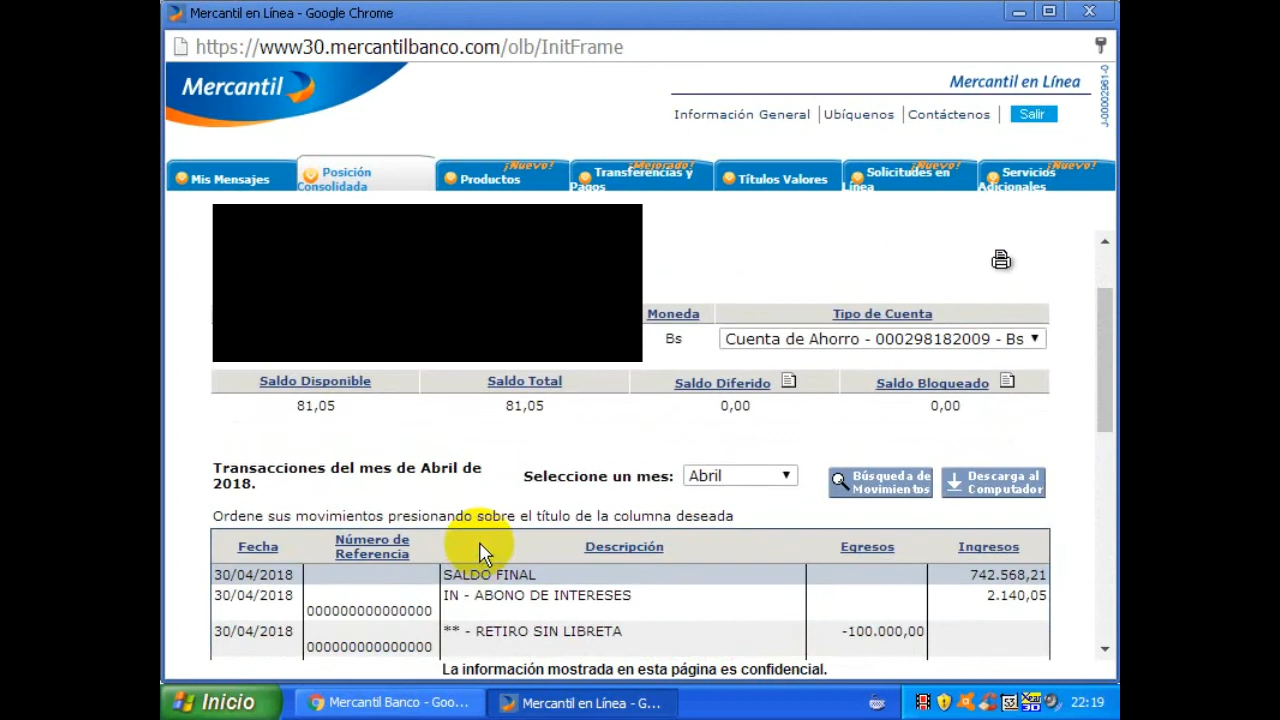 Mercantil en Línea - Google Chrome
https://www30.mercantilbanco.com/olb/InitFrame
Mercantil
Mercantil en Línea
Información General | Ubíquenos | Contáctenos | Salir
J-00002961-0
Mis Mensajes
Posición Consolidada
¡Nuevo!
Productos
¡Mejorado!
Transferencias y Pagos
Títulos Valores
¡Nuevo!
Solicitudes en Línea
¡Nuevo!
Servicios Adicionales
Moneda Tipo de Cuenta
Bs Cuenta de Ahorro - 000298182009 - Bs
Saldo Disponible Saldo Total Saldo Diferido Saldo Bloqueado
81,05 81,05 0,00 0,00
Transacciones del mes de Abril de
2018.
Seleccione un mes: Abril
Búsqueda de
Movimientos
Descarga al
Computador
Ordene sus movimientos presionando sobre el título de la columna deseada
Fecha Número de Referencia Descripción Egresos Ingresos
30/04/2018 SALDO FINAL 742.568,21
30/04/2018 000000000000000 IN - ABONO DE INTERESES 2.140,05
30/04/2018 000000000000000 ** - RETIRO SIN LIBRETA -100.000,00
La información mostrada en esta página es confidencial.
Inicio
Mercantil Banco - Goo...
Mercantil en Línea - G...
22:19